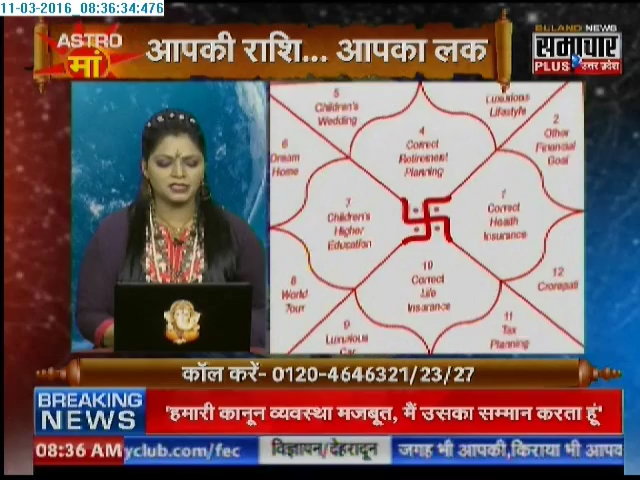 11-03-2016 08:36:34:476
ASTRO
मां
आपकी राशि... आपका लक
समाचार
PLUS
उत्तर प्रदेश
5
Children's
Wedding
Luxurious
Lifestyle
6
Dream
Home
4
Correct
Retirement
Planning
2
Other
Financial
Goal
7
Children's
Higher
Education
1
Correct
Health
Insurance
8
World
Tour
10
Correct
Life
Insurance
12
Crorepati
9
Luxurious
Car
11
Tax
Planning
कॉल करें- 0120-4646321/23/27
BREAKING
NEWS
'हमारी कानून व्यवस्था मजबूत, मैं उसका सम्मान करता हूं'
08:36 AM
yclub.com/fec
विज्ञापन/देहरादून
जगह भी आपकी,किराया भी आपक